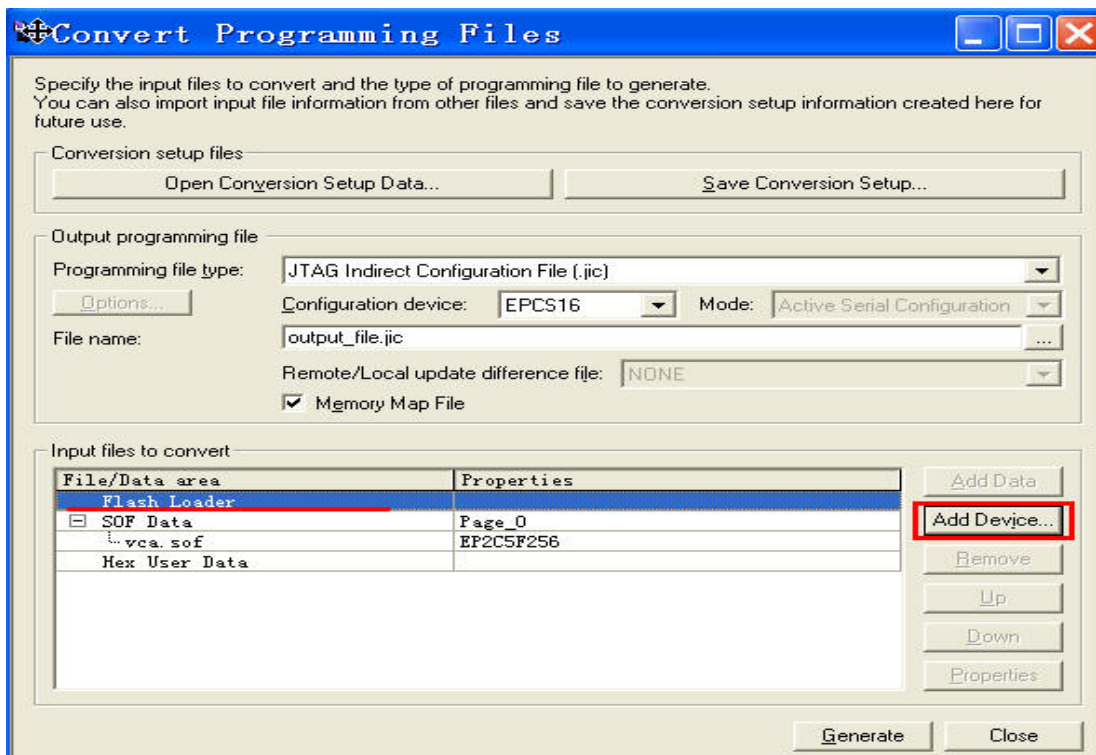 Convert Programming Files
Specify the input files to convert and the type of programming file to generate.
You can also import input file information from other files and save the conversion setup information created here for
future use.
Conversion setup files
Open Conversion Setup Data... Save Conversion Setup...
Output programming file
Programming file type: JTAG Indirect Configuration File (.jic)
Options... Configuration device: EPCS16 Mode: Active Serial Configuration
File name: output_file.jic ...
Remote/Local update difference file: NONE
Memory Map File
Input files to convert
File/Data area Properties Add Data
Flash Loader
SOF Data Page_0 Add Device...
vca.sof EP2C5F256
Hex User Data Remove
Up
Down
Properties
Generate Close